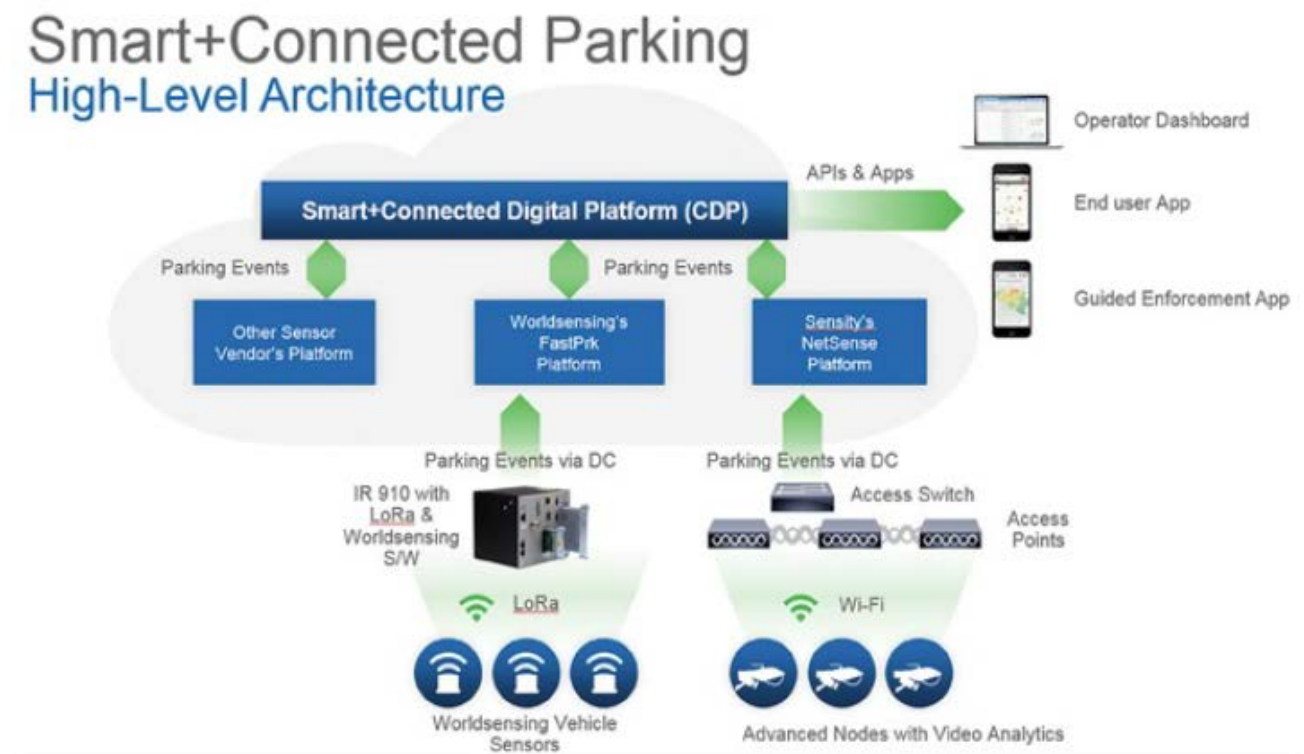 Smart+Connected Parking
High-Level Architecture
Operator Dashboard
APIs & Apps
Smart+Connected Digital Platform (CDP)
End user App
Parking Events
Parking Events
Guided Enforcement App
Other Sensor
Vendor's Platform
Worldsensing's
FastPrk
Platform
Sensity's
NetSense
Platform
Parking Events via DC
Parking Events via DC
IR 910 with
LoRa &
Worldsensing
S/W
Access Switch
Access
Points
LoRa
Wi-Fi
Worldsensing Vehicle
Sensors
Advanced Nodes with Video Analytics